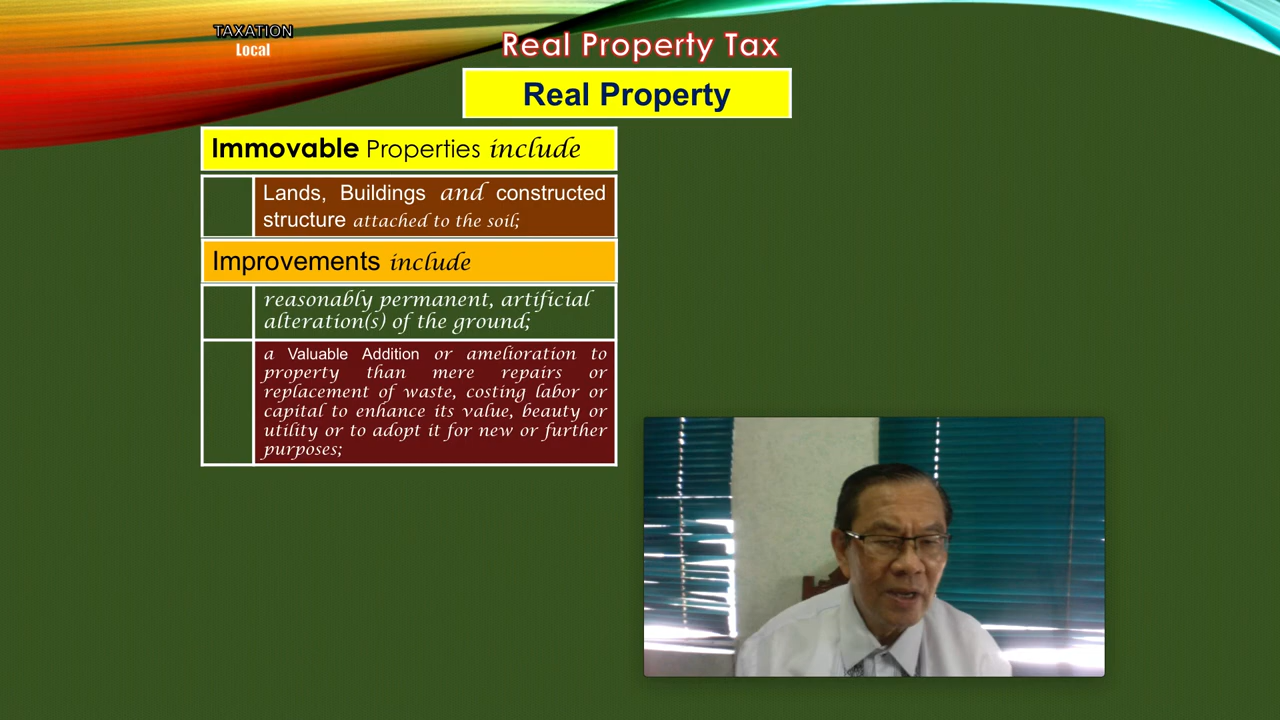 TAXATION
Local
Real Property Tax
Real Property
Immovable Properties include
Lands, Buildings and constructed
structure attached to the soil;
Improvements include
reasonably permanent, artificial
alteration(s) of the ground;
a Valuable Addition or amelioration to
property than mere repairs or
replacement of waste, costing labor or
capital to enhance its value, beauty or
utility or to adopt it for new or further
purposes;